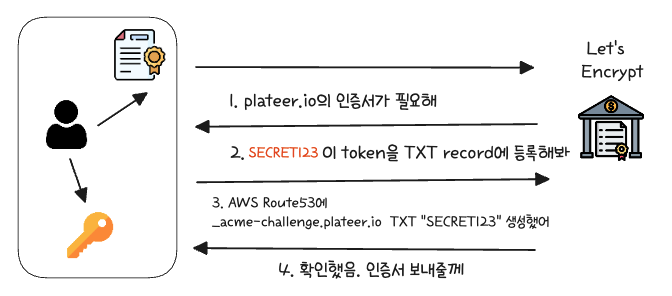 Let's
Encrypt
1. plateer.io의 인증서가 필요해
2. SECRET123 이 token을 TXT record에 등록해봐
3. AWS Route53에
_acme-challenge.plateer.io TXT "SECRET123" 생성했어
4. 확인했음. 인증서 보내줄께